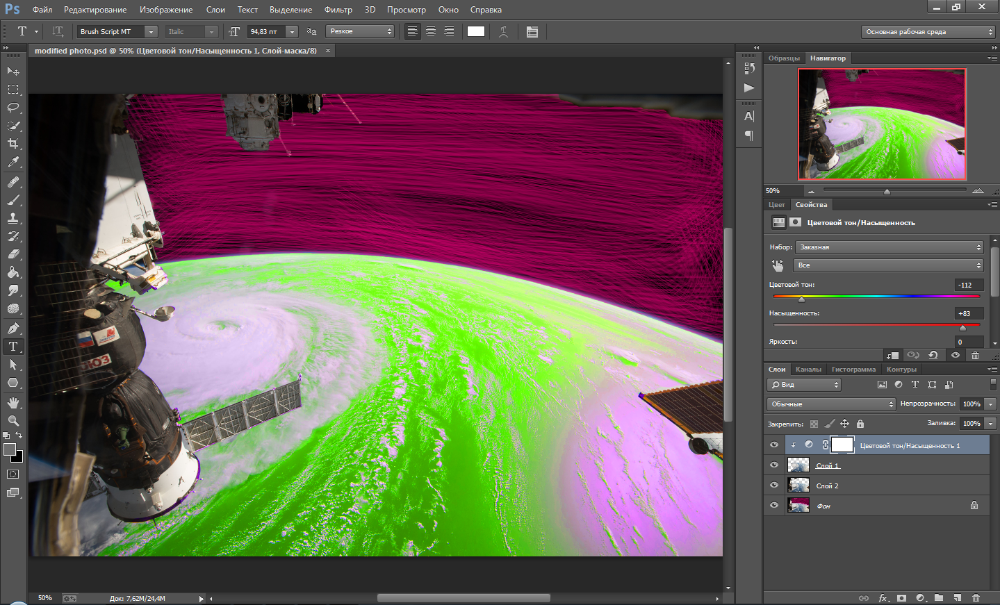 Ps Файл Редактирование Изображение Слои Текст Выделение Фильтр 3D Просмотр Окно Справка
T Brush Script MT Italic 94,83 пт aa Резкое Основная рабочая среда
modified photo.psd @ 50% (Цветовой тон/Насыщенность 1, Слой-маска/8) ×
Образцы Навигатор
50%
Цвет Свойства
Цветовой тон/Насыщенность
Набор: Заказная
Все
Цветовой тон: -112
Насыщенность: +83
Яркость: 0
Слои Каналы Гистограмма Контуры
Вид
Обычные Непрозрачность: 100%
Закрепить: Заливка: 100%
Цветовой тон/Насыщенность 1
Слой 1
Слой 2
Фон
ЮЗ
50% Док: 7,62M/24,4M
fx